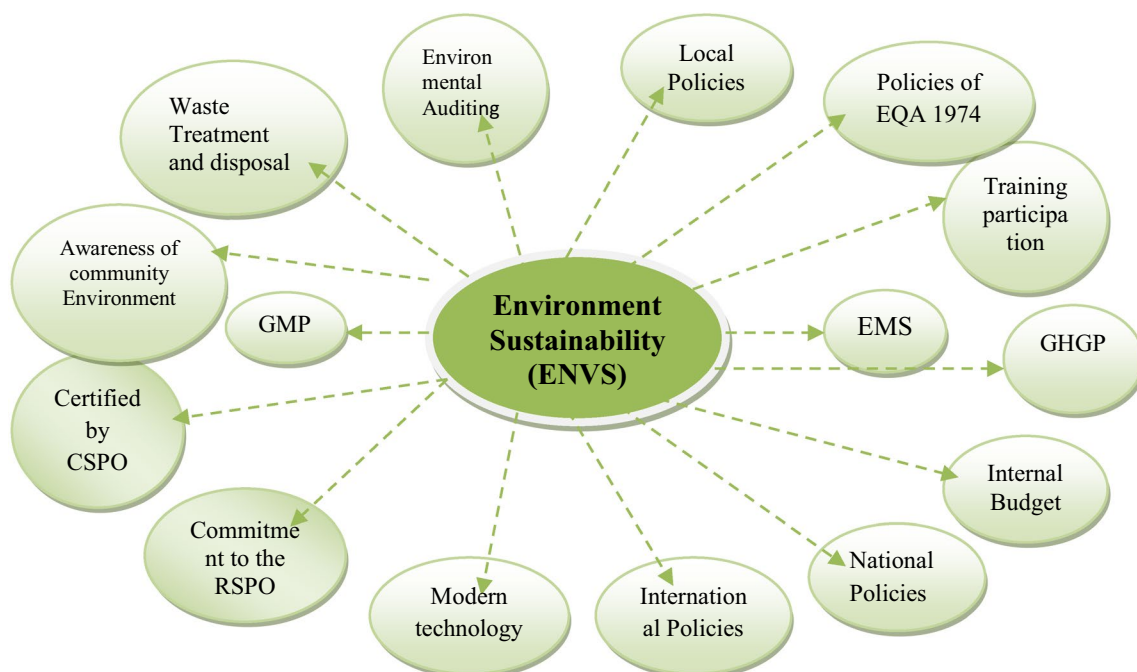 Environ
mental
Auditing
Local
Policies
Policies of
EQA 1974
Waste
Treatment
and disposal
Training
participa
tion
Awareness of
community
Environment
GMP
Environment
Sustainability
(ENVS)
EMS
GHGP
Certified
by
CSPO
Internal
Budget
Commitme
nt to the
RSPO
Modern
technology
Internation
al Policies
National
Policies